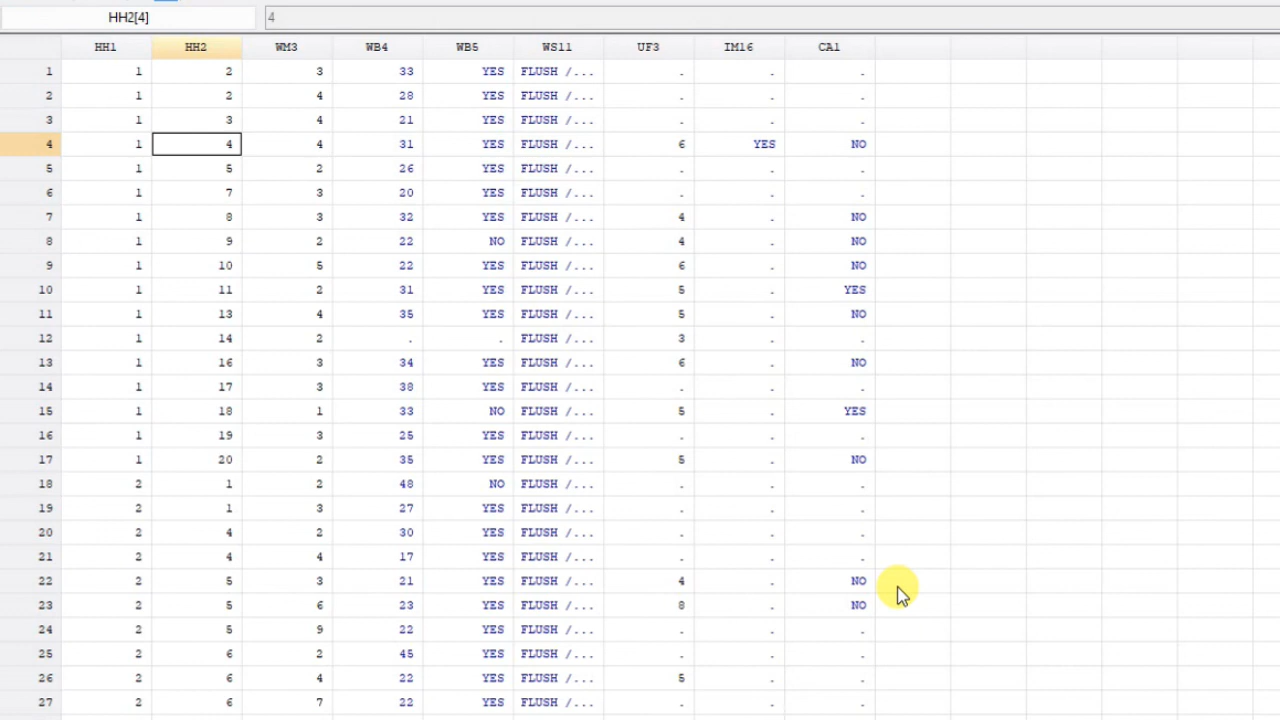 HH2[4] 4
HH1 HH2 WM3 WB4 WB5 WS11 UF3 IM16 CA1
1 1 2 3 33 YES FLUSH /... . . .
2 1 2 4 28 YES FLUSH /... . . .
3 1 3 4 21 YES FLUSH /... . . .
4 1 4 4 31 YES FLUSH /... 6 YES NO
5 1 5 2 26 YES FLUSH /... . . .
6 1 7 3 20 YES FLUSH /... . . .
7 1 8 3 32 YES FLUSH /... 4 . NO
8 1 9 2 22 NO FLUSH /... 4 . NO
9 1 10 5 22 YES FLUSH /... 6 . NO
10 1 11 2 31 YES FLUSH /... 5 . YES
11 1 13 4 35 YES FLUSH /... 5 . NO
12 1 14 2 . . FLUSH /... 3 . .
13 1 16 3 34 YES FLUSH /... 6 . NO
14 1 17 3 38 YES FLUSH /... . . .
15 1 18 1 33 NO FLUSH /... 5 . YES
16 1 19 3 25 YES FLUSH /... . . .
17 1 20 2 35 YES FLUSH /... 5 . NO
18 2 1 2 48 NO FLUSH /... . . .
19 2 1 3 27 YES FLUSH /... . . .
20 2 4 2 30 YES FLUSH /... . . .
21 2 4 4 17 YES FLUSH /... . . .
22 2 5 3 21 YES FLUSH /... 4 . NO
23 2 5 6 23 YES FLUSH /... 8 . NO
24 2 5 9 22 YES FLUSH /... . . .
25 2 6 2 45 YES FLUSH /... . . .
26 2 6 4 22 YES FLUSH /... 5 . .
27 2 6 7 22 YES FLUSH /... . . .